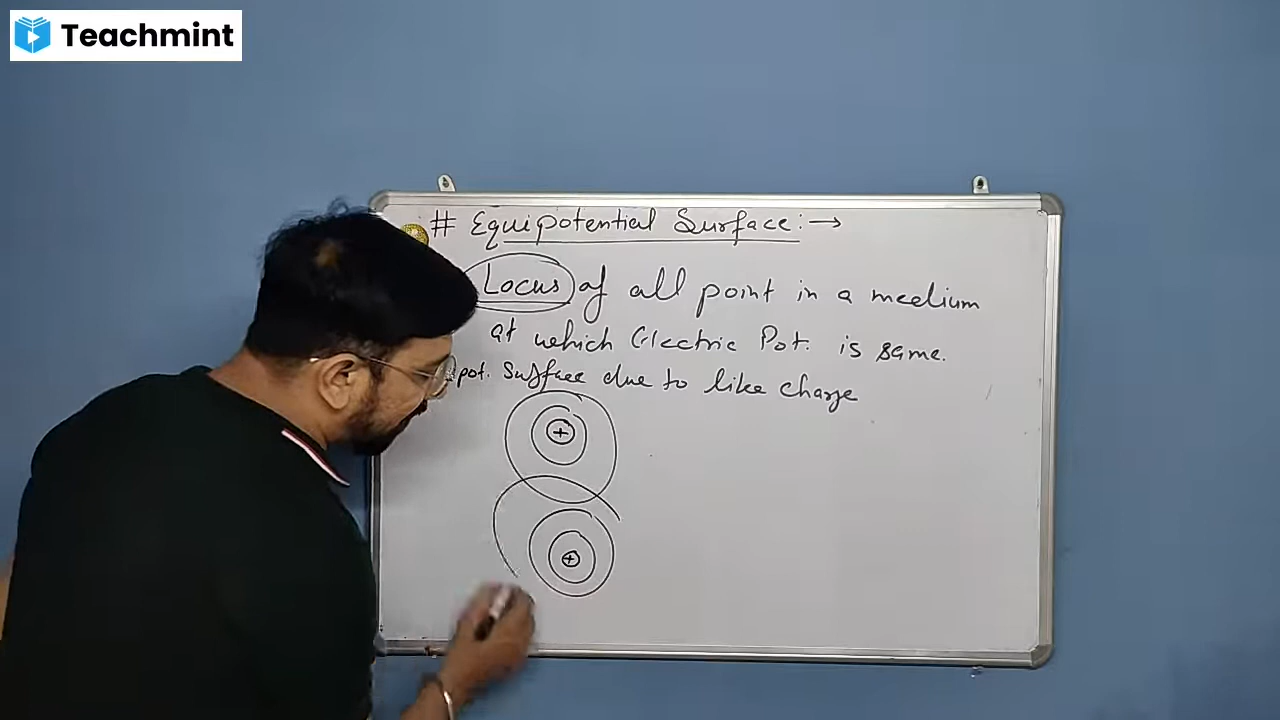 Teachmint
# Equipotential Surface:→
Locus of all point in a medium
at which Electric Pot. is same.
pot. Surface due to like charge
+
+